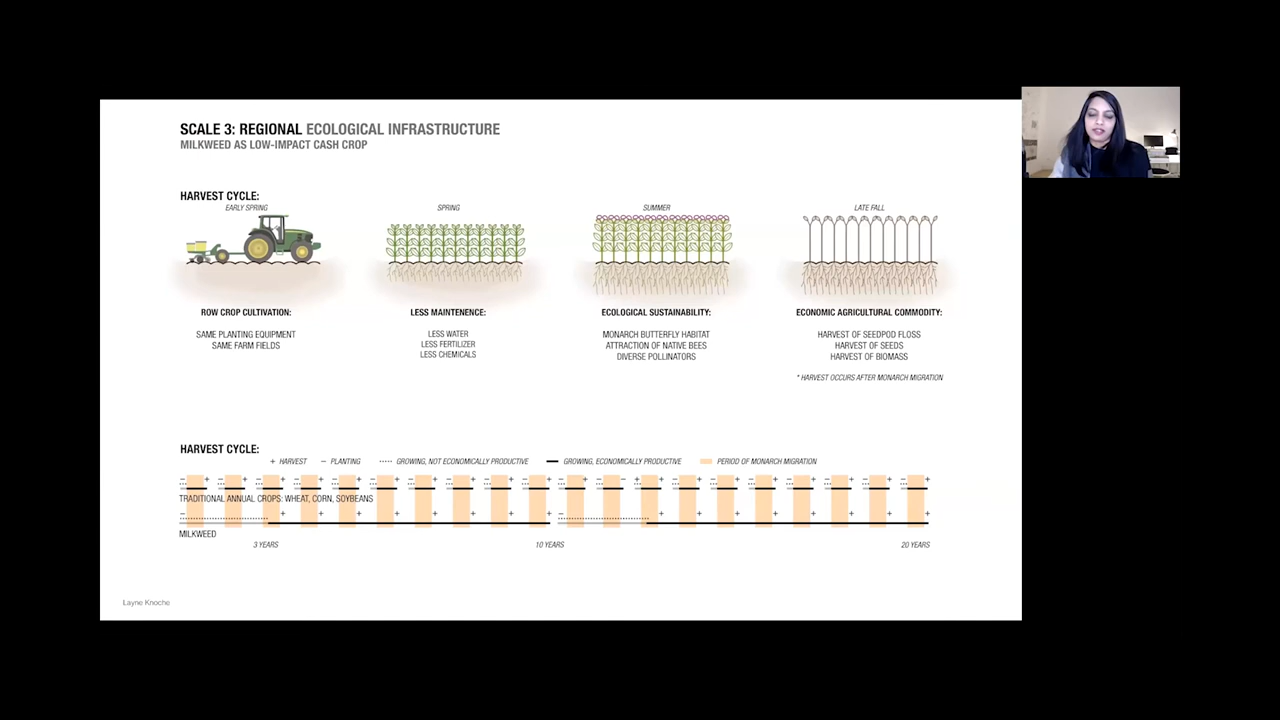 SCALE 3: REGIONAL ECOLOGICAL INFRASTRUCTURE
MILKWEED AS LOW-IMPACT CASH CROP
HARVEST CYCLE:
EARLY SPRING
SPRING
SUMMER
LATE FALL
ROW CROP CULTIVATION:
SAME PLANTING EQUIPMENT
SAME FARM FIELDS
LESS MAINTENENCE:
LESS WATER
LESS FERTILIZER
LESS CHEMICALS
ECOLOGICAL SUSTAINABILITY:
MONARCH BUTTERFLY HABITAT
ATTRACTION OF NATIVE BEES
DIVERSE POLLINATORS
ECONOMIC AGRICULTURAL COMMODITY:
HARVEST OF SEEDPOD FLOSS
HARVEST OF SEEDS
HARVEST OF BIOMASS
* HARVEST OCCURS AFTER MONARCH MIGRATION
HARVEST CYCLE:
+ HARVEST – PLANTING GROWING, NOT ECONOMICALLY PRODUCTIVE GROWING, ECONOMICALLY PRODUCTIVE PERIOD OF MONARCH MIGRATION
TRADITIONAL ANNUAL CROPS: WHEAT, CORN, SOYBEANS
MILKWEED
3 YEARS 10 YEARS 20 YEARS
Layne Knoche